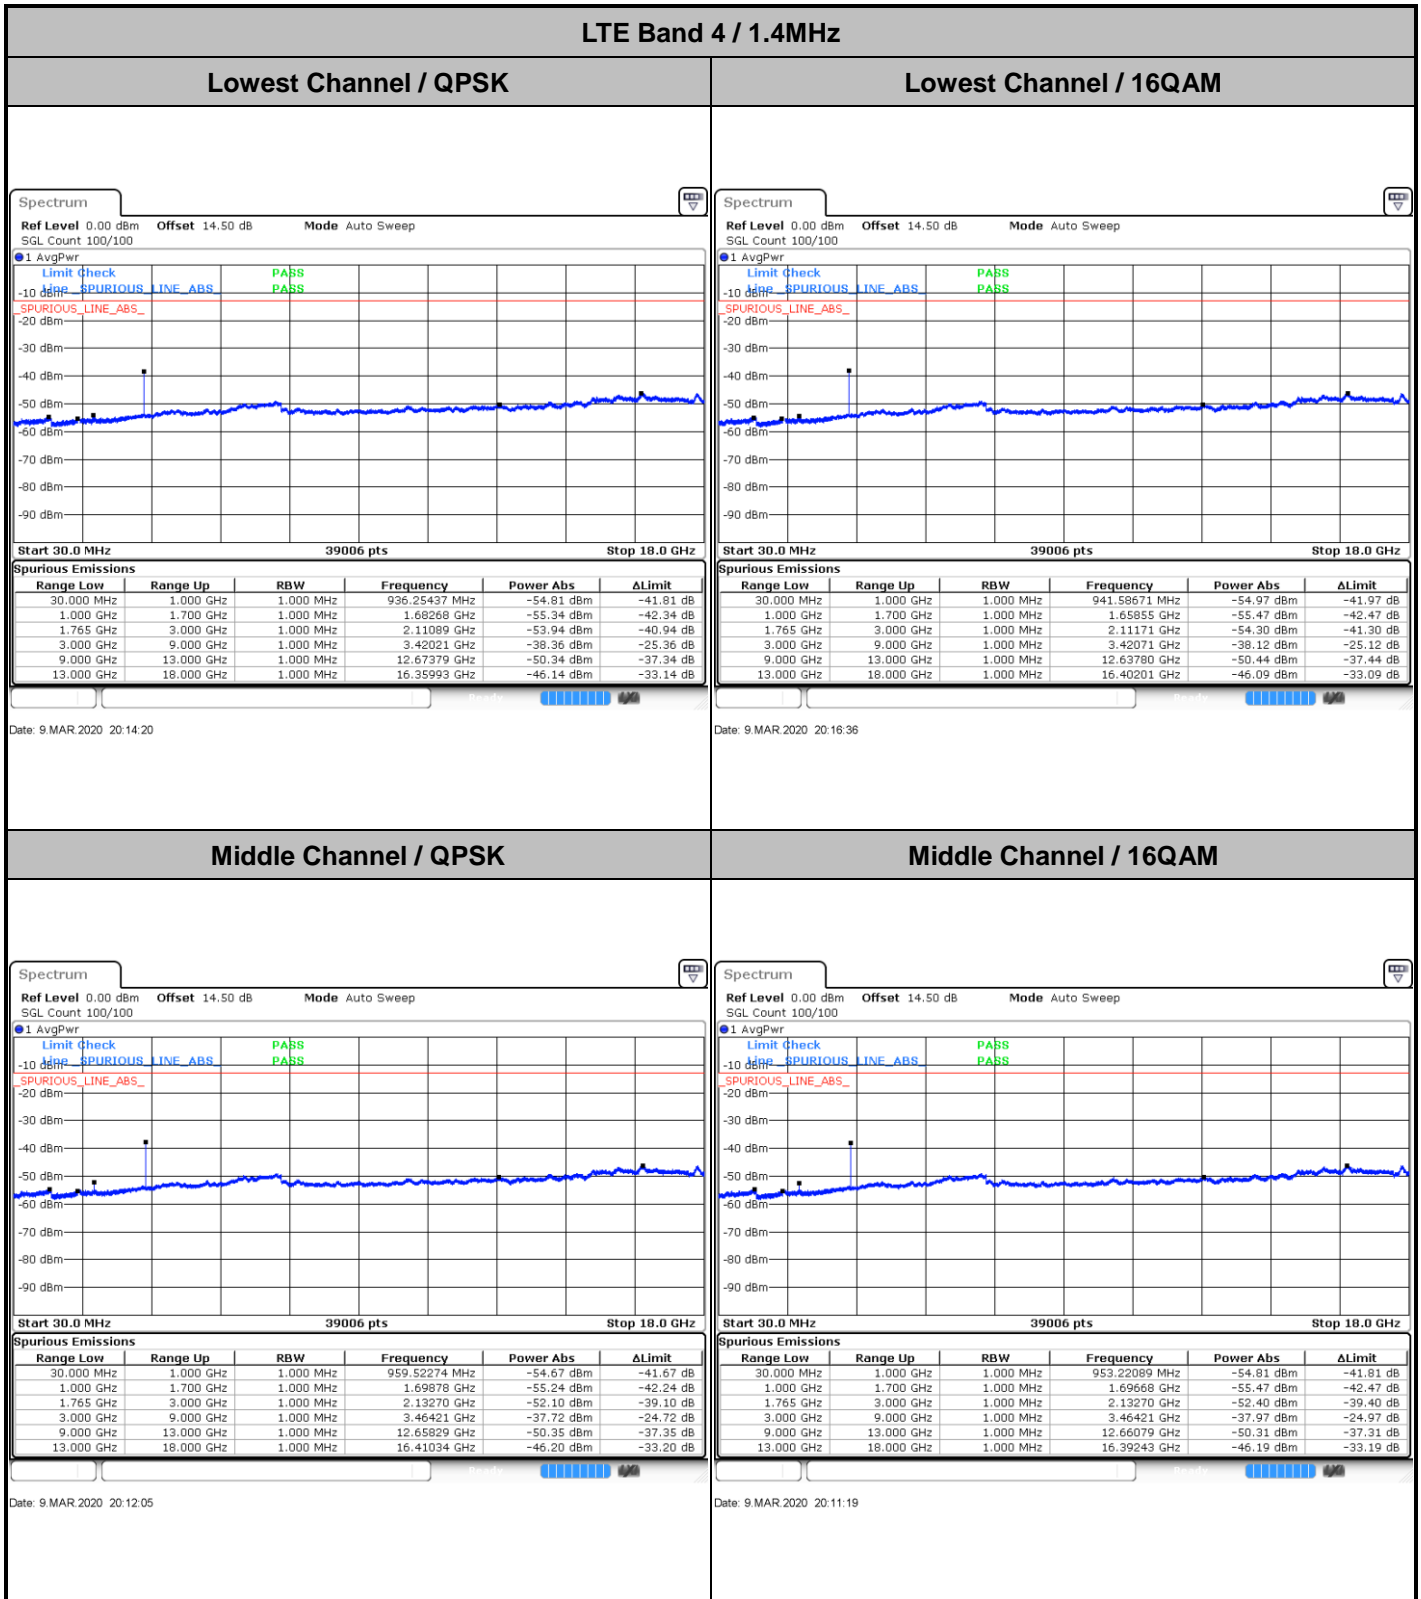 LTE Band 4 / 1.4MHz
Lowest Channel / QPSK
Lowest Channel / 16QAM
Spectrum
Ref Level 0.00 dBm Offset 14.50 dB Mode Auto Sweep
SGL Count 100/100
1 AvgPwr
Limit Check PASS
Line _SPURIOUS_LINE_ABS_ PASS
-10 dBm
_SPURIOUS_LINE_ABS_
-20 dBm
-30 dBm
-40 dBm
-50 dBm
-60 dBm
-70 dBm
-80 dBm
-90 dBm
Start 30.0 MHz 39006 pts Stop 18.0 GHz
Spurious Emissions
Range Low Range Up RBW Frequency Power Abs ΔLimit
30.000 MHz 1.000 GHz 1.000 MHz 936.25437 MHz -54.81 dBm -41.81 dB
1.000 GHz 1.700 GHz 1.000 MHz 1.68268 GHz -55.34 dBm -42.34 dB
1.765 GHz 3.000 GHz 1.000 MHz 2.11089 GHz -53.94 dBm -40.94 dB
3.000 GHz 9.000 GHz 1.000 MHz 3.42021 GHz -38.36 dBm -25.36 dB
9.000 GHz 13.000 GHz 1.000 MHz 12.67379 GHz -50.34 dBm -37.34 dB
13.000 GHz 18.000 GHz 1.000 MHz 16.35993 GHz -46.14 dBm -33.14 dB
Date: 9.MAR.2020 20:14:20
Spectrum
Ref Level 0.00 dBm Offset 14.50 dB Mode Auto Sweep
SGL Count 100/100
1 AvgPwr
Limit Check PASS
Line _SPURIOUS_LINE_ABS_ PASS
-10 dBm
_SPURIOUS_LINE_ABS_
-20 dBm
-30 dBm
-40 dBm
-50 dBm
-60 dBm
-70 dBm
-80 dBm
-90 dBm
Start 30.0 MHz 39006 pts Stop 18.0 GHz
Spurious Emissions
Range Low Range Up RBW Frequency Power Abs ΔLimit
30.000 MHz 1.000 GHz 1.000 MHz 941.58671 MHz -54.97 dBm -41.97 dB
1.000 GHz 1.700 GHz 1.000 MHz 1.65855 GHz -55.47 dBm -42.47 dB
1.765 GHz 3.000 GHz 1.000 MHz 2.11171 GHz -54.30 dBm -41.30 dB
3.000 GHz 9.000 GHz 1.000 MHz 3.42071 GHz -38.12 dBm -25.12 dB
9.000 GHz 13.000 GHz 1.000 MHz 12.63780 GHz -50.44 dBm -37.44 dB
13.000 GHz 18.000 GHz 1.000 MHz 16.40201 GHz -46.09 dBm -33.09 dB
Ready
Date: 9.MAR.2020 20:16:36
Middle Channel / QPSK
Middle Channel / 16QAM
Spectrum
Ref Level 0.00 dBm Offset 14.50 dB Mode Auto Sweep
SGL Count 100/100
1 AvgPwr
Limit Check PASS
Line _SPURIOUS_LINE_ABS_ PASS
-10 dBm
_SPURIOUS_LINE_ABS_
-20 dBm
-30 dBm
-40 dBm
-50 dBm
-60 dBm
-70 dBm
-80 dBm
-90 dBm
Start 30.0 MHz 39006 pts Stop 18.0 GHz
Spurious Emissions
Range Low Range Up RBW Frequency Power Abs ΔLimit
30.000 MHz 1.000 GHz 1.000 MHz 959.52274 MHz -54.67 dBm -41.67 dB
1.000 GHz 1.700 GHz 1.000 MHz 1.69878 GHz -55.24 dBm -42.24 dB
1.765 GHz 3.000 GHz 1.000 MHz 2.13270 GHz -52.10 dBm -39.10 dB
3.000 GHz 9.000 GHz 1.000 MHz 3.46421 GHz -37.72 dBm -24.72 dB
9.000 GHz 13.000 GHz 1.000 MHz 12.65829 GHz -50.35 dBm -37.35 dB
13.000 GHz 18.000 GHz 1.000 MHz 16.41034 GHz -46.20 dBm -33.20 dB
Ready
Date: 9.MAR.2020 20:12:05
Spectrum
Ref Level 0.00 dBm Offset 14.50 dB Mode Auto Sweep
SGL Count 100/100
1 AvgPwr
Limit Check PASS
Line _SPURIOUS_LINE_ABS_ PASS
-10 dBm
_SPURIOUS_LINE_ABS_
-20 dBm
-30 dBm
-40 dBm
-50 dBm
-60 dBm
-70 dBm
-80 dBm
-90 dBm
Start 30.0 MHz 39006 pts Stop 18.0 GHz
Spurious Emissions
Range Low Range Up RBW Frequency Power Abs ΔLimit
30.000 MHz 1.000 GHz 1.000 MHz 953.22089 MHz -54.81 dBm -41.81 dB
1.000 GHz 1.700 GHz 1.000 MHz 1.69668 GHz -55.47 dBm -42.47 dB
1.765 GHz 3.000 GHz 1.000 MHz 2.13270 GHz -52.40 dBm -39.40 dB
3.000 GHz 9.000 GHz 1.000 MHz 3.46421 GHz -37.97 dBm -24.97 dB
9.000 GHz 13.000 GHz 1.000 MHz 12.66079 GHz -50.31 dBm -37.31 dB
13.000 GHz 18.000 GHz 1.000 MHz 16.39243 GHz -46.19 dBm -33.19 dB
Date: 9.MAR.2020 20:11:19